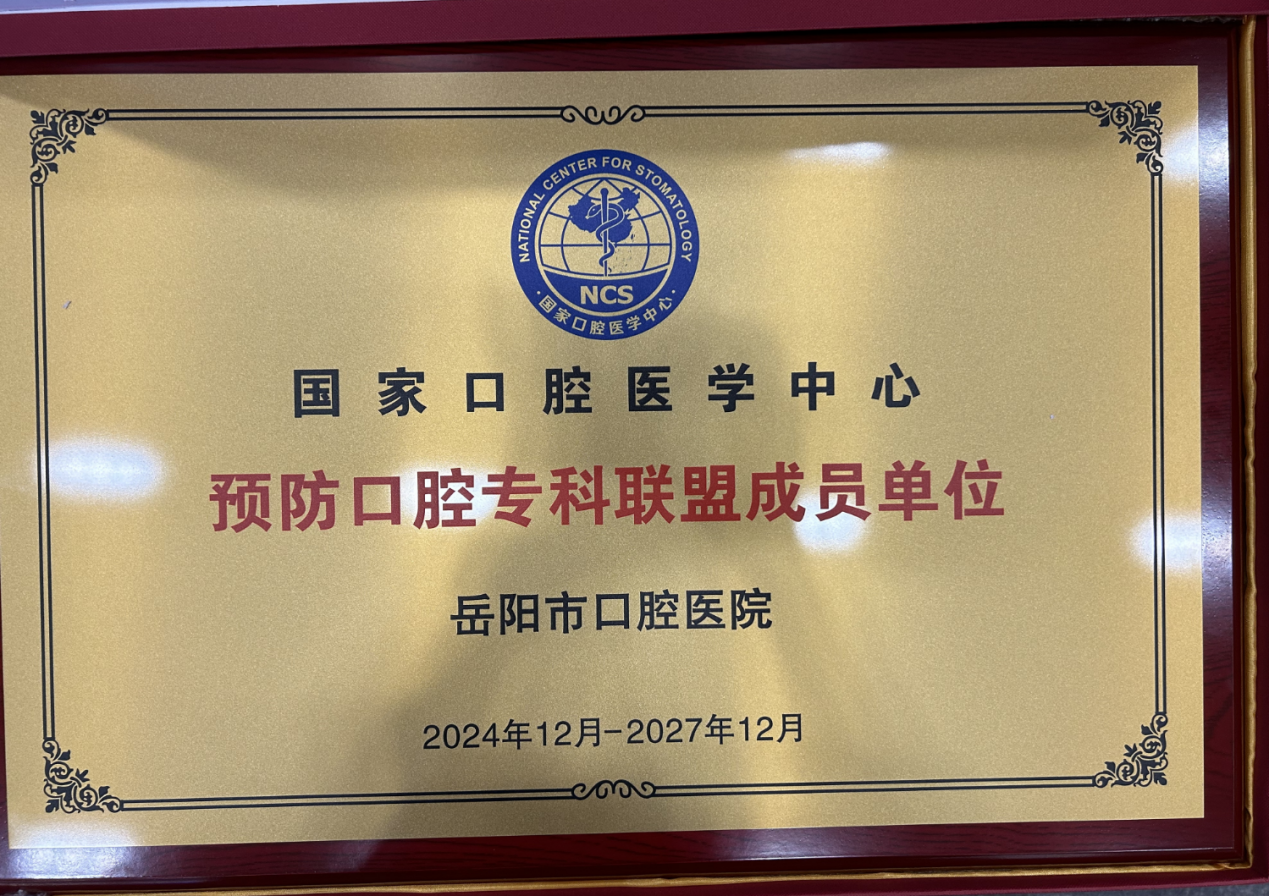 NATIONAL CENTER FOR STOMATOLOGY
NCS
·国家口腔医学中心·
国家口腔医学中心
预防口腔专科联盟成员单位
岳阳市口腔医院
2024年12月-2027年12月